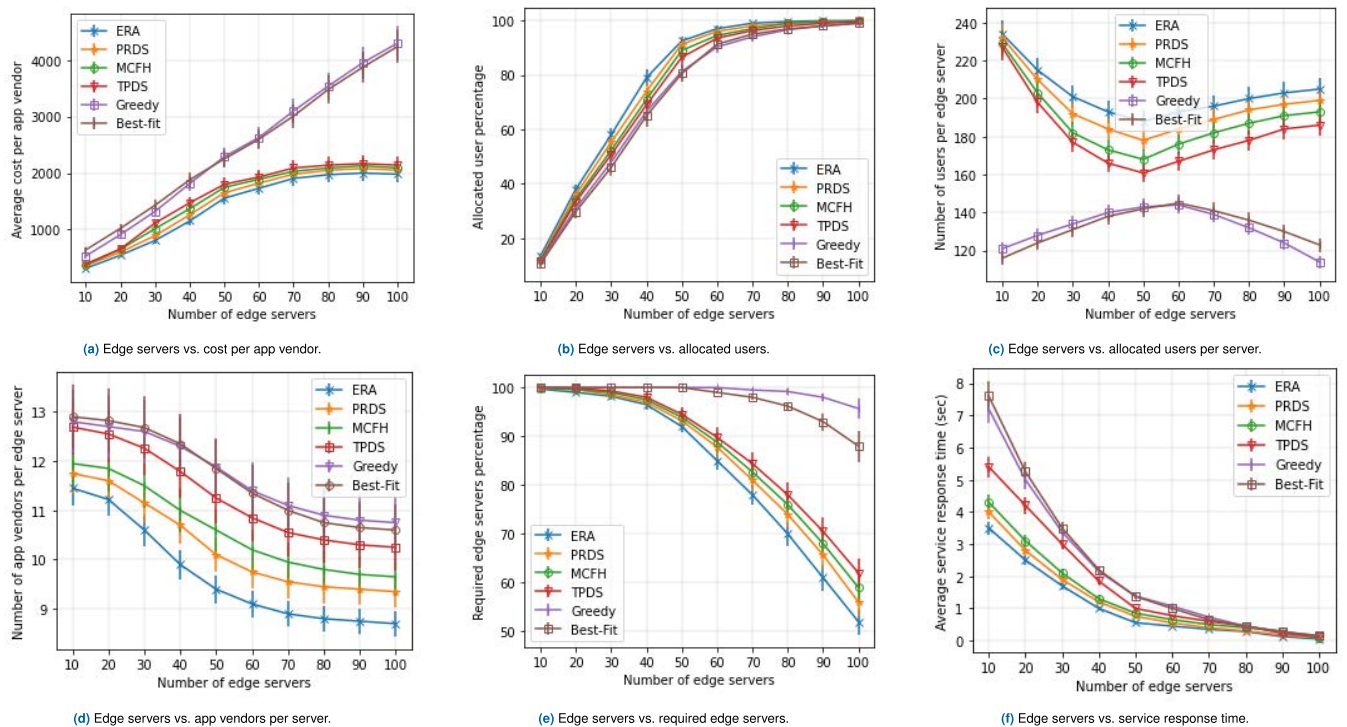 Average cost per app vendor
4000
3000
2000
1000
ERA
PRDS
MCFH
TPDS
Greedy
Best-fit
10 20 30 40 50 60 70 80 90 100
Number of edge servers
(a) Edge servers vs. cost per app vendor.
Allocated user percentage
100
80
60
40
20
ERA
PRDS
MCFH
TPDS
Greedy
Best-Fit
10 20 30 40 50 60 70 80 90 100
Number of edge servers
(b) Edge servers vs. allocated users.
Number of users per edge server
240
220
200
180
160
140
120
ERA
PRDS
MCFH
TPDS
Greedy
Best-Fit
10 20 30 40 50 60 70 80 90 100
Number of edge servers
(c) Edge servers vs. allocated users per server.
Number of app vendors per edge server
13
12
11
10
9
ERA
PRDS
MCFH
TPDS
Greedy
Best-Fit
10 20 30 40 50 60 70 80 90 100
Number of edge servers
(d) Edge servers vs. app vendors per server.
Required edge servers percentage
100
90
80
70
60
50
ERA
PRDS
MCFH
TPDS
Greedy
Best-Fit
10 20 30 40 50 60 70 80 90 100
Number of edge servers
(e) Edge servers vs. required edge servers.
Average service response time (sec)
8
7
6
5
4
3
2
1
0
ERA
PRDS
MCFH
TPDS
Greedy
Best-Fit
10 20 30 40 50 60 70 80 90 100
Number of edge servers
(f) Edge servers vs. service response time.